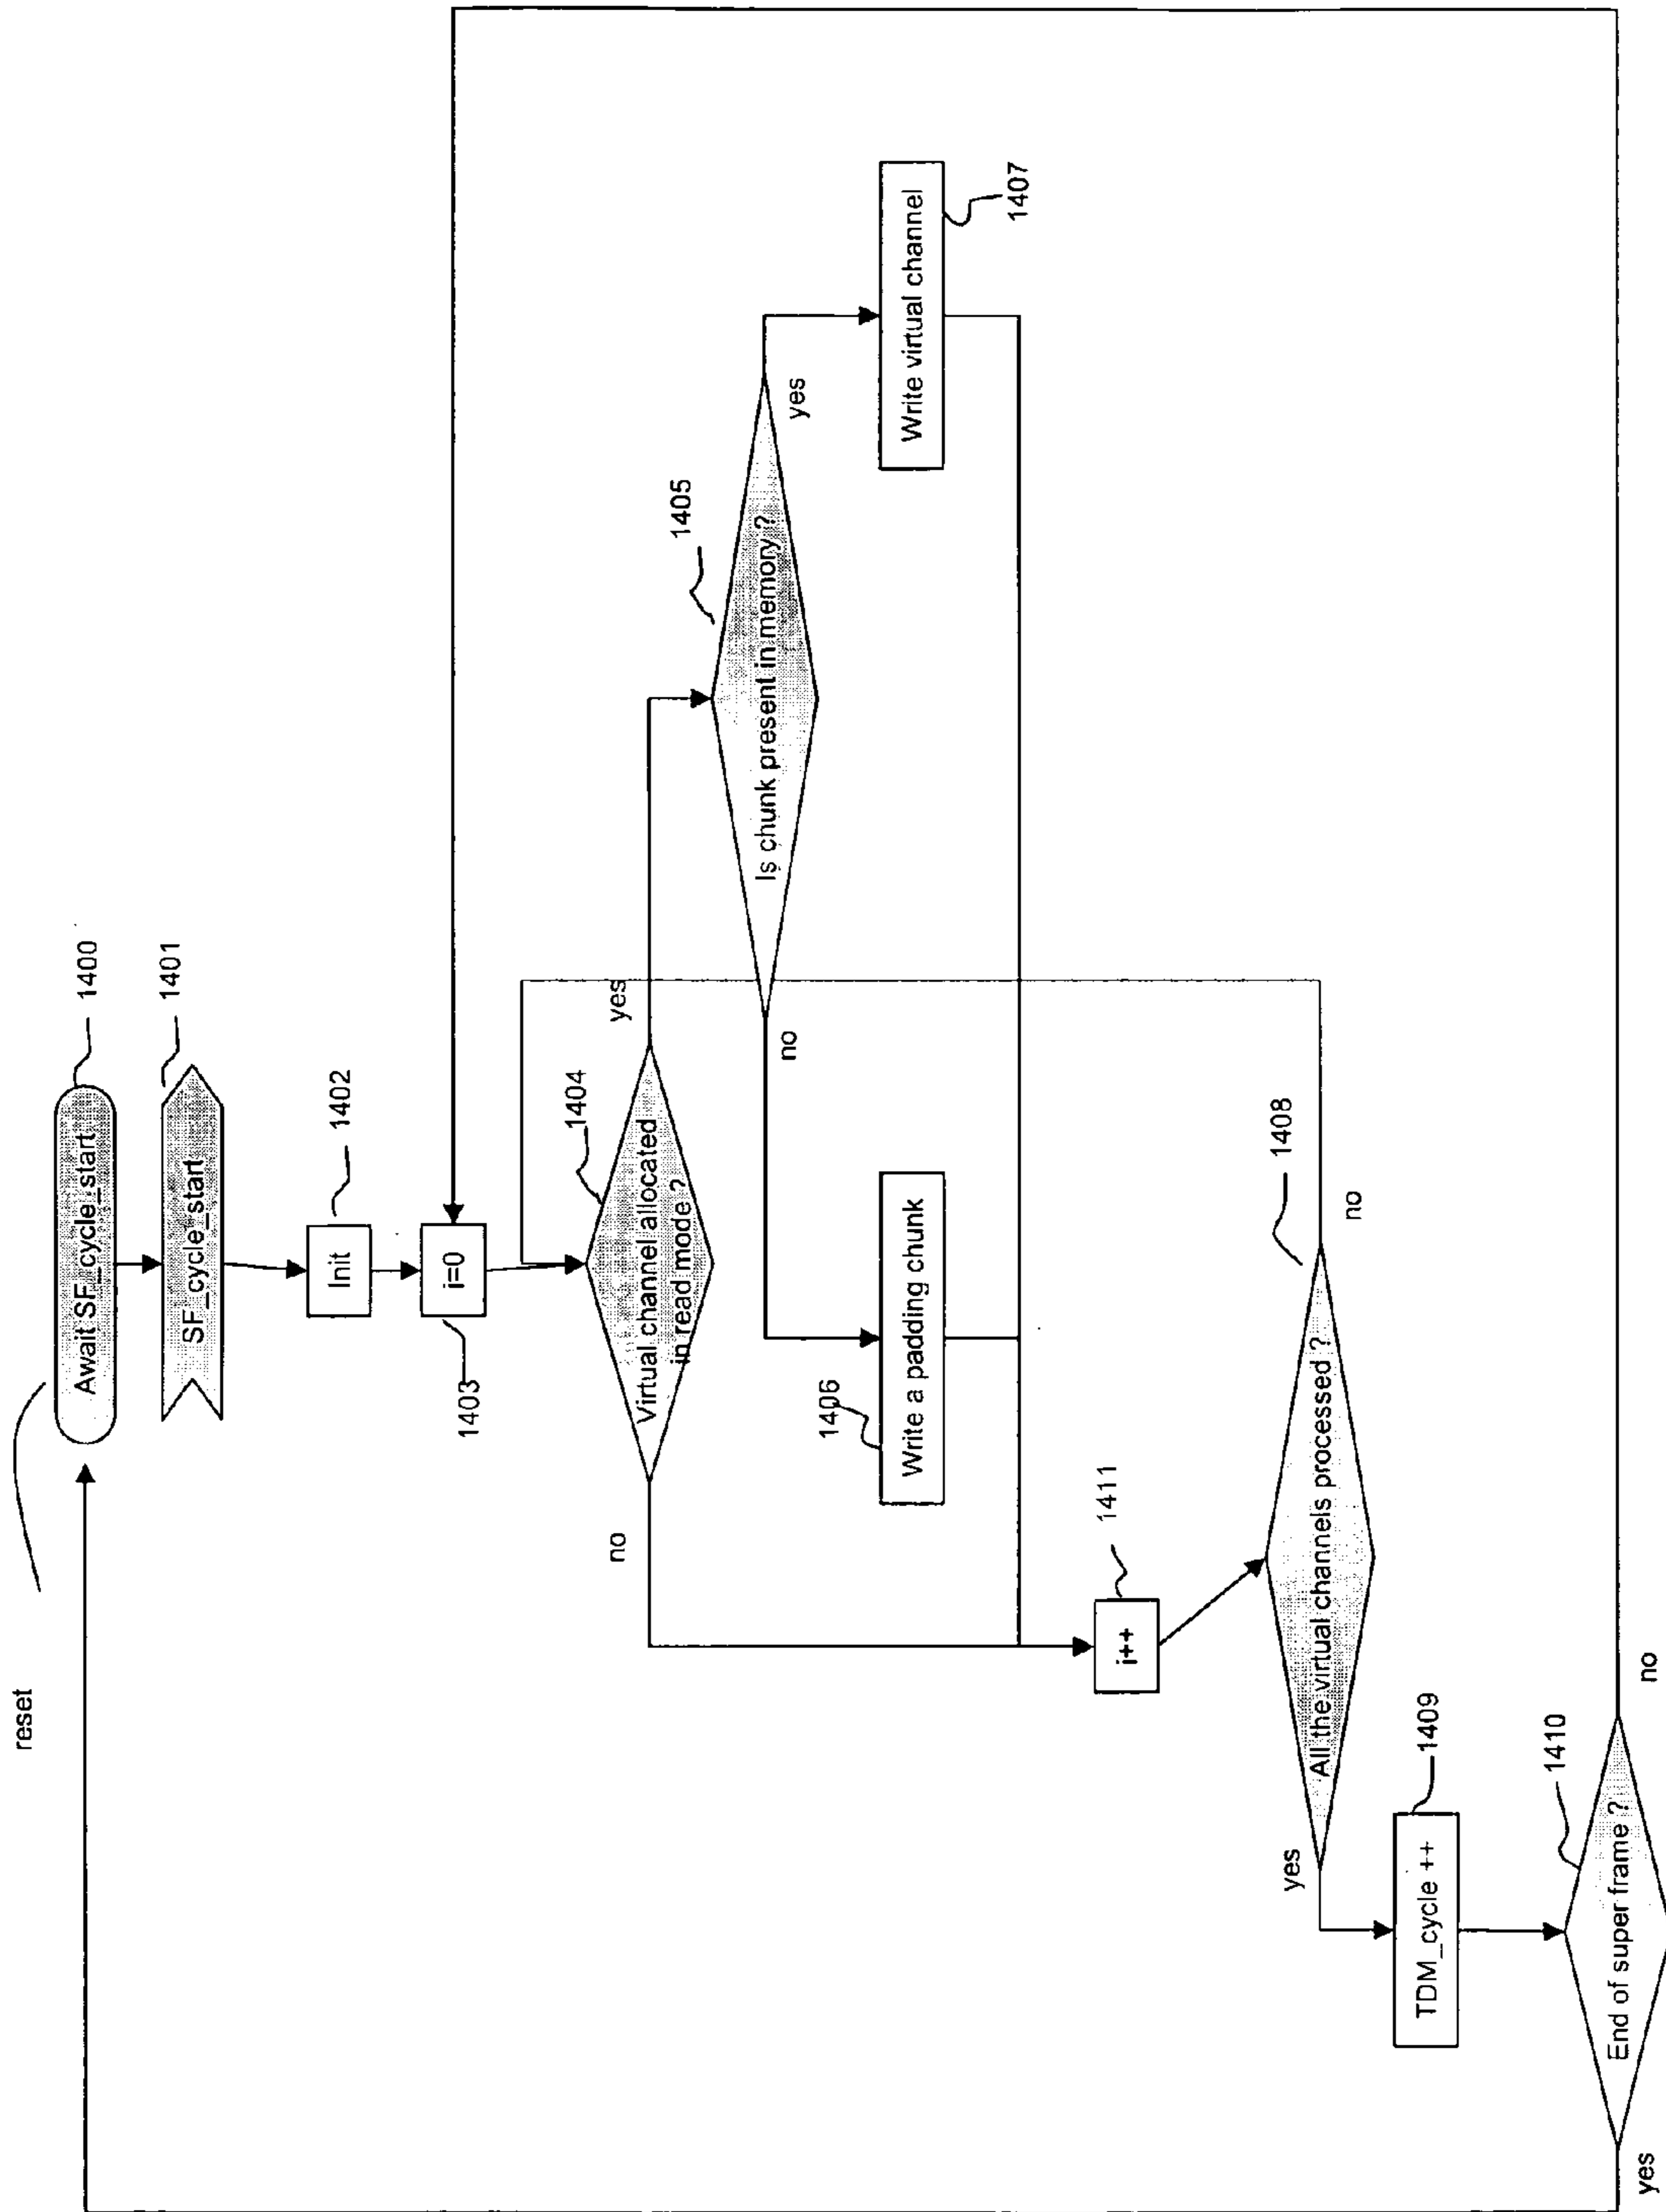 reset
Await SF_cycle_start
1400
SF_cycle_start
1401
Init
1402
i=0
1403
Virtual channel allocated
in read mode ?
1404
no
yes
Is chunk present in memory ?
1405
no
yes
Write a padding chunk
1406
Write virtual channel
1407
i++
1411
All the virtual channels processed ?
1408
yes
no
TDM_cycle ++
1409
End of super frame ?
1410
yes
no